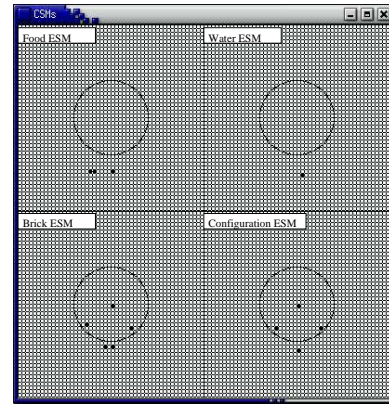 CSMs
Food ESM
Water ESM
Brick ESM
Configuration ESM